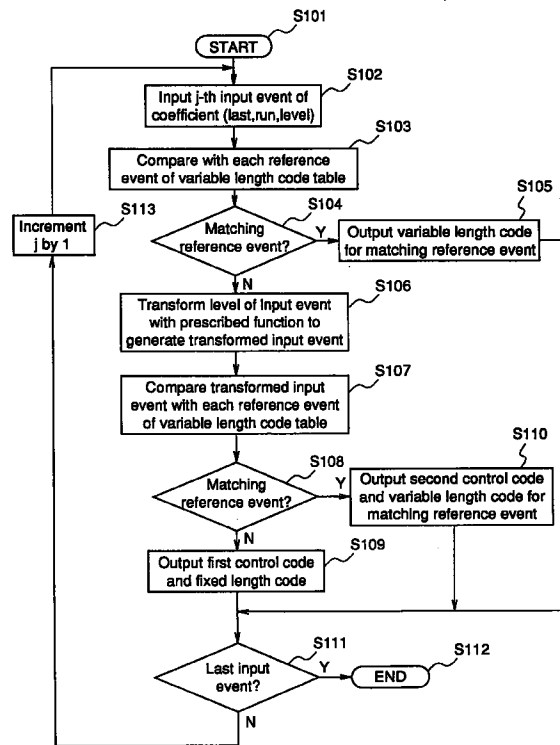 S101
START
S102
Input j-th input event of
coefficient (last,run,level)
S103
Compare with each reference
event of variable length code table
S104
Matching
reference event?
Y
N
S105
Output variable length code
for matching reference event
S113
Increment
j by 1
S106
Transform level of input event
with prescribed function to
generate transformed input event
S107
Compare transformed input
event with each reference event
of variable length code table
S108
Matching
reference event?
Y
N
S110
Output second control code
and variable length code for
matching reference event
S109
Output first control code
and fixed length code
S111
Last input
event?
Y
N
S112
END